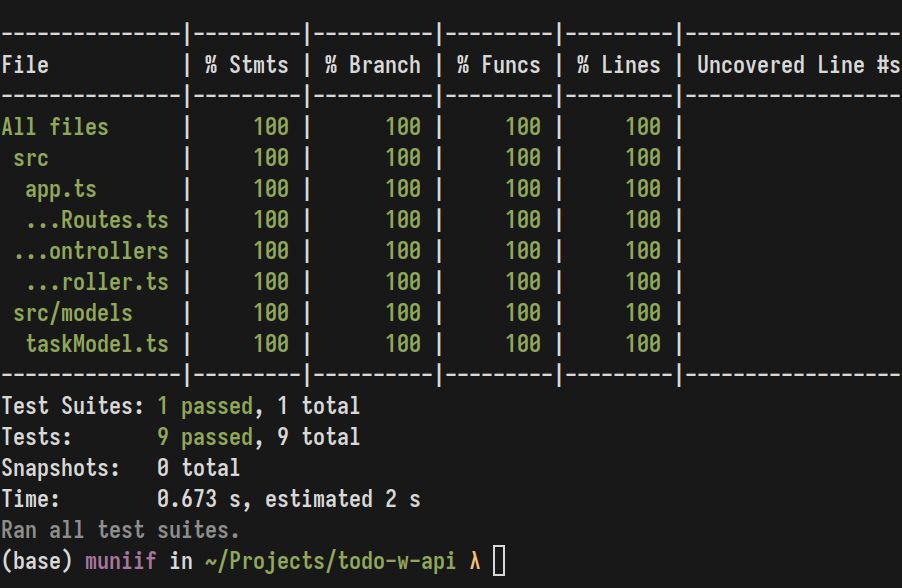 ---------------|---------|----------|---------|---------|-------------------
File           | % Stmts | % Branch | % Funcs | % Lines | Uncovered Line #s
---------------|---------|----------|---------|---------|-------------------
All files      |     100 |      100 |     100 |     100 |
 src           |     100 |      100 |     100 |     100 |
  app.ts       |     100 |      100 |     100 |     100 |
  ...Routes.ts |     100 |      100 |     100 |     100 |
 ...ontrollers |     100 |      100 |     100 |     100 |
  ...roller.ts |     100 |      100 |     100 |     100 |
 src/models    |     100 |      100 |     100 |     100 |
  taskModel.ts |     100 |      100 |     100 |     100 |
---------------|---------|----------|---------|---------|-------------------
Test Suites: 1 passed, 1 total
Tests:       9 passed, 9 total
Snapshots:   0 total
Time:        0.673 s, estimated 2 s
Ran all test suites.
(base) muniif in ~/Projects/todo-w-api λ